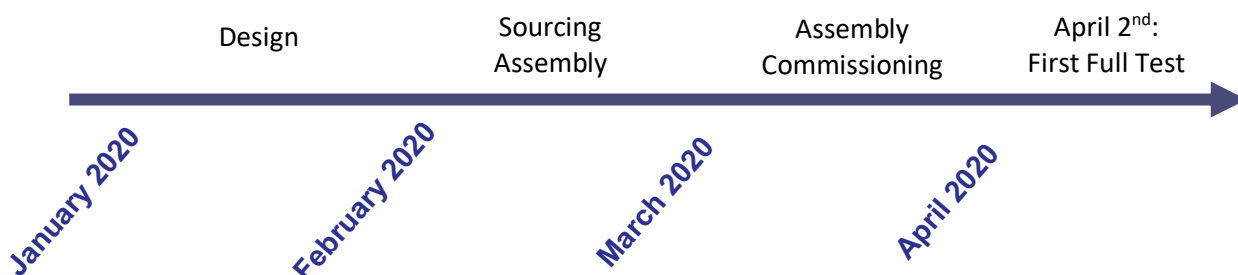 Design
Sourcing
Assembly
Assembly
Commissioning
April 2nd:
First Full Test
January 2020
February 2020
March 2020
April 2020